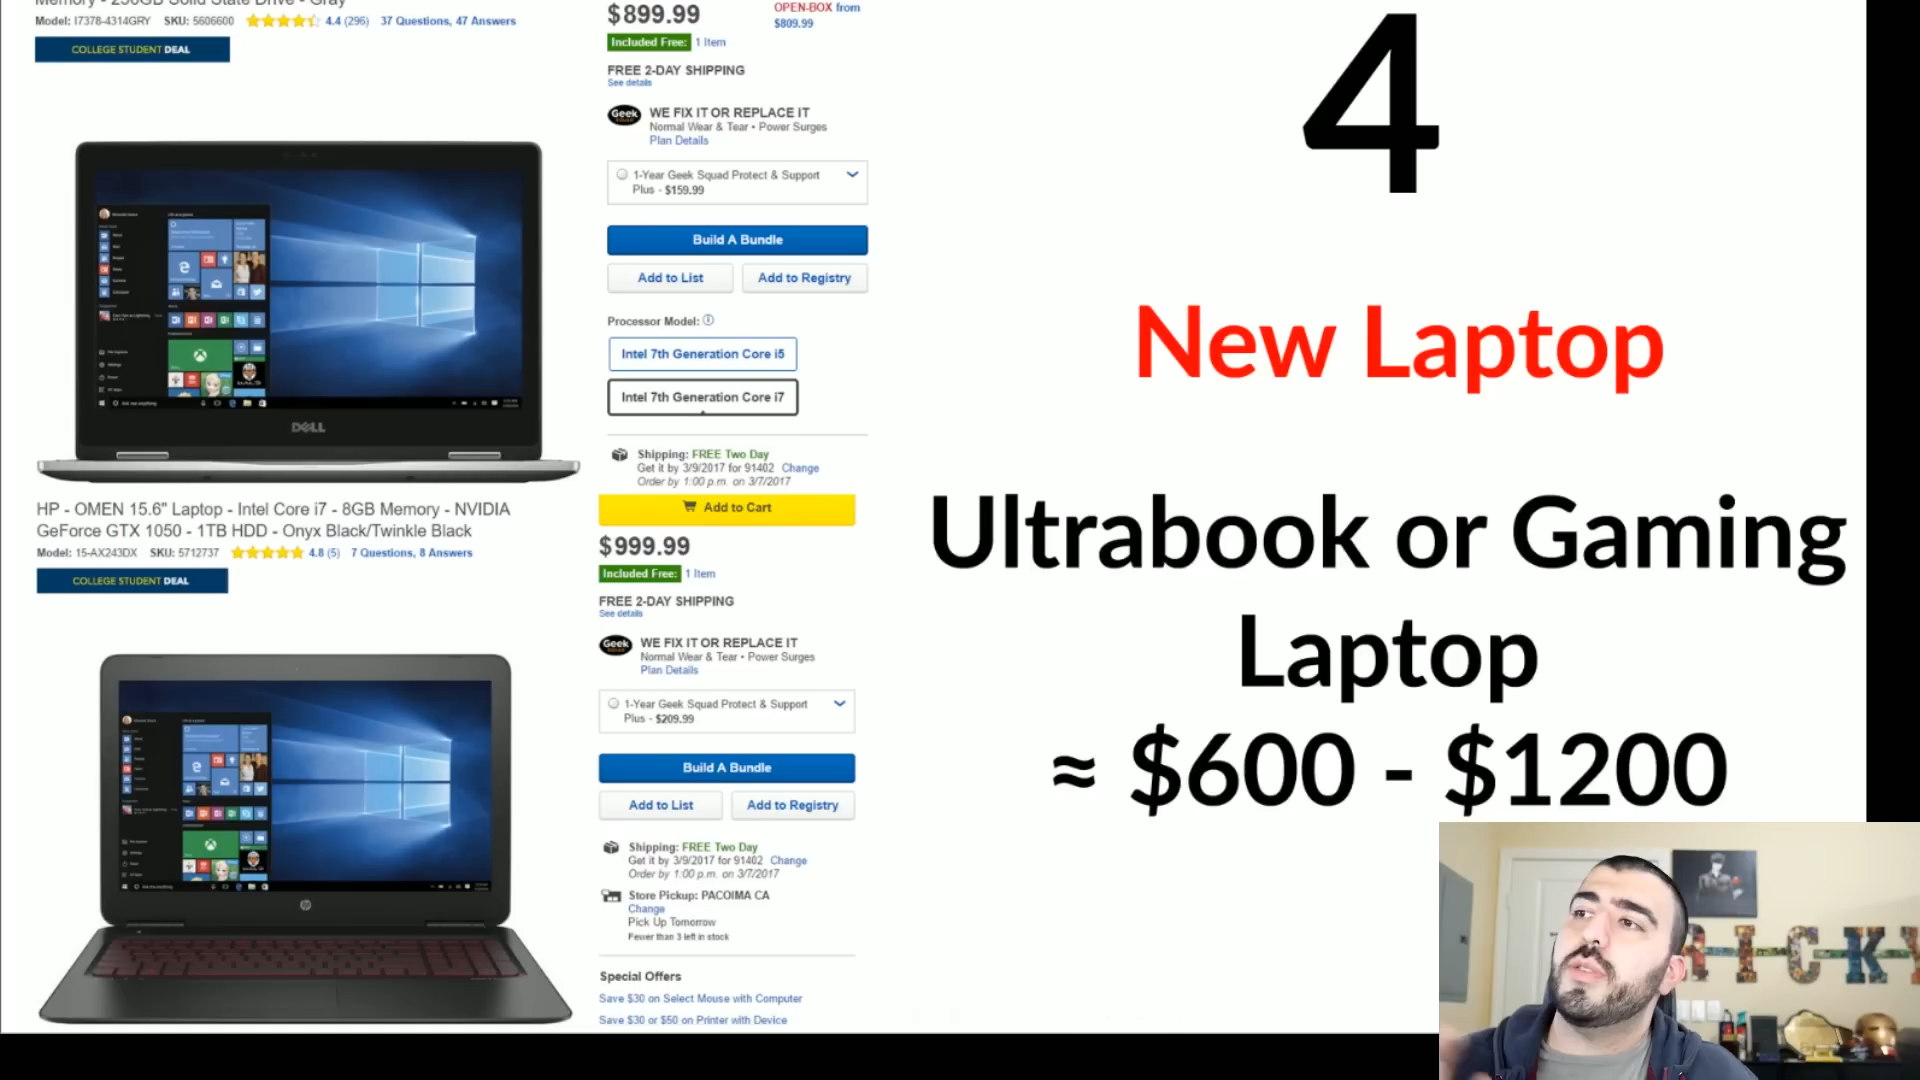 Memory - 256GB Solid State Drive - Gray
Model: I7378-4314GRY SKU: 5606600 4.4 (296) 37 Questions, 47 Answers
COLLEGE STUDENT DEAL
$899.99
OPEN-BOX from
$809.99
Included Free: 1 Item
FREE 2-DAY SHIPPING
See details
Geek
WE FIX IT OR REPLACE IT
Normal Wear & Tear • Power Surges
Plan Details
1-Year Geek Squad Protect & Support
Plus - $159.99
Build A Bundle
Add to List Add to Registry
Processor Model:
Intel 7th Generation Core i5
Intel 7th Generation Core i7
Shipping: FREE Two Day
Get it by 3/9/2017 for 91402 Change
Order by 1:00 p.m. on 3/7/2017
DELL
HP - OMEN 15.6" Laptop - Intel Core i7 - 8GB Memory - NVIDIA
GeForce GTX 1050 - 1TB HDD - Onyx Black/Twinkle Black
Model: 15-AX243DX SKU: 5712737 4.8 (5) 7 Questions, 8 Answers
COLLEGE STUDENT DEAL
Add to Cart
$999.99
Included Free: 1 Item
FREE 2-DAY SHIPPING
See details
Geek
WE FIX IT OR REPLACE IT
Normal Wear & Tear • Power Surges
Plan Details
1-Year Geek Squad Protect & Support
Plus - $209.99
Build A Bundle
Add to List Add to Registry
Shipping: FREE Two Day
Get it by 3/9/2017 for 91402 Change
Order by 1:00 p.m. on 3/7/2017
Store Pickup: PACOIMA CA
Change
Pick Up Tomorrow
Fewer than 3 left in stock
Special Offers
Save $30 on Select Mouse with Computer
Save $30 or $50 on Printer with Device
hp
4
New Laptop
Ultrabook or Gaming
Laptop
≈ $600 - $1200
RICKY